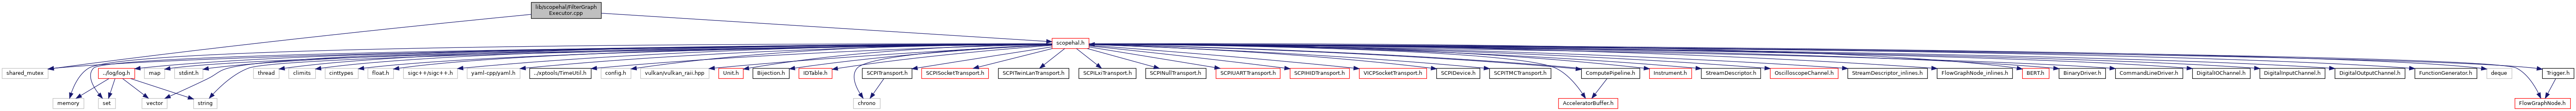 lib/scopehal/FilterGraph
Executor.cpp
scopehal.h
shared_mutex
../log/log.h
map
stdint.h
thread
climits
cinttypes
float.h
sigc++/sigc++.h
yaml-cpp/yaml.h
../xptools/TimeUtil.h
config.h
vulkan/vulkan_raii.hpp
Unit.h
Bijection.h
IDTable.h
SCPITransport.h
SCPISocketTransport.h
SCPITwinLanTransport.h
SCPILxiTransport.h
SCPINullTransport.h
SCPIUARTTransport.h
SCPIHIDTransport.h
VICPSocketTransport.h
SCPIDevice.h
SCPITMCTransport.h
ComputePipeline.h
Instrument.h
StreamDescriptor.h
OscilloscopeChannel.h
StreamDescriptor_inlines.h
FlowGraphNode_inlines.h
BERT.h
BinaryDriver.h
CommandLineDriver.h
DigitalIOChannel.h
DigitalInputChannel.h
DigitalOutputChannel.h
FunctionGenerator.h
deque
Trigger.h
memory
set
vector
string
chrono
AcceleratorBuffer.h
FlowGraphNode.h